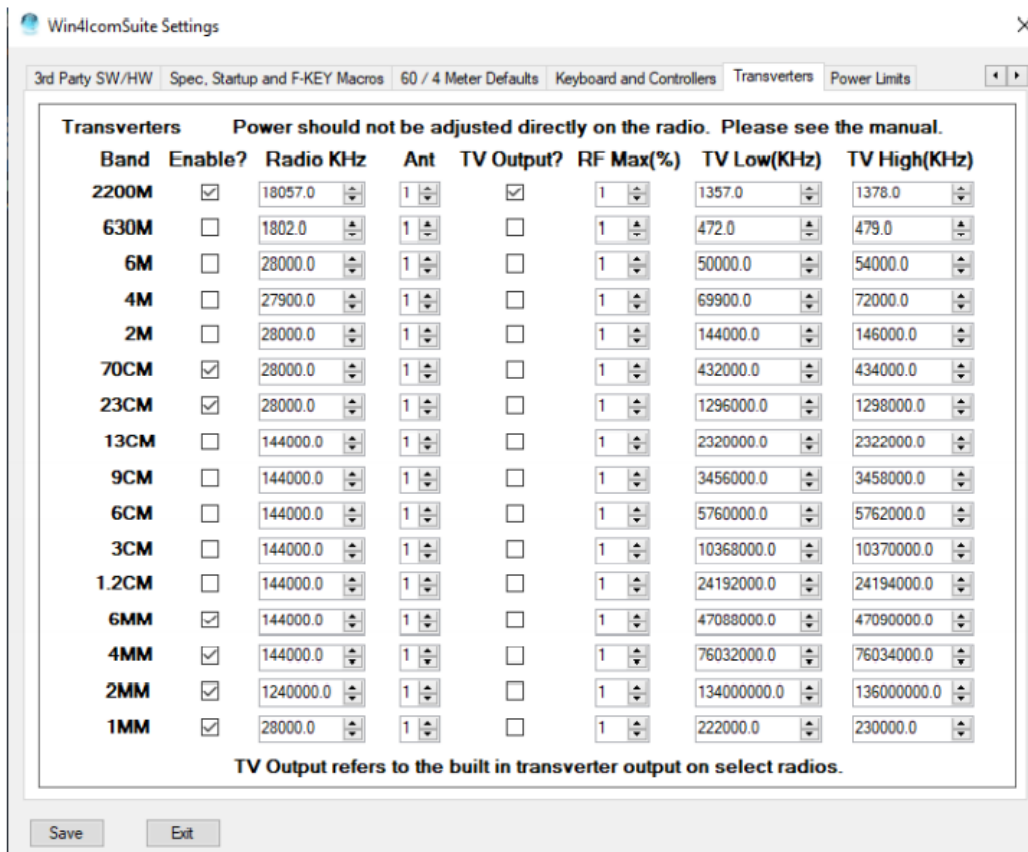 Win4IcomSuite Settings
3rd Party SW/HW Spec, Startup and F-KEY Macros 60 / 4 Meter Defaults Keyboard and Controllers Transverters Power Limits
Transverters Power should not be adjusted directly on the radio. Please see the manual.
Band Enable? Radio KHz Ant TV Output? RF Max(%) TV Low(KHz) TV High(KHz)
2200M 18057.0 1 1 1357.0 1378.0
630M 1802.0 1 1 472.0 479.0
6M 28000.0 1 1 50000.0 54000.0
4M 27900.0 1 1 69900.0 72000.0
2M 28000.0 1 1 144000.0 146000.0
70CM 28000.0 1 1 432000.0 434000.0
23CM 28000.0 1 1 1296000.0 1298000.0
13CM 144000.0 1 1 2320000.0 2322000.0
9CM 144000.0 1 1 3456000.0 3458000.0
6CM 144000.0 1 1 5760000.0 5762000.0
3CM 144000.0 1 1 10368000.0 10370000.0
1.2CM 144000.0 1 1 24192000.0 24194000.0
6MM 144000.0 1 1 47088000.0 47090000.0
4MM 144000.0 1 1 76032000.0 76034000.0
2MM 1240000.0 1 1 134000000.0 136000000.0
1MM 28000.0 1 1 222000.0 230000.0
TV Output refers to the built in transverter output on select radios.
Save Exit